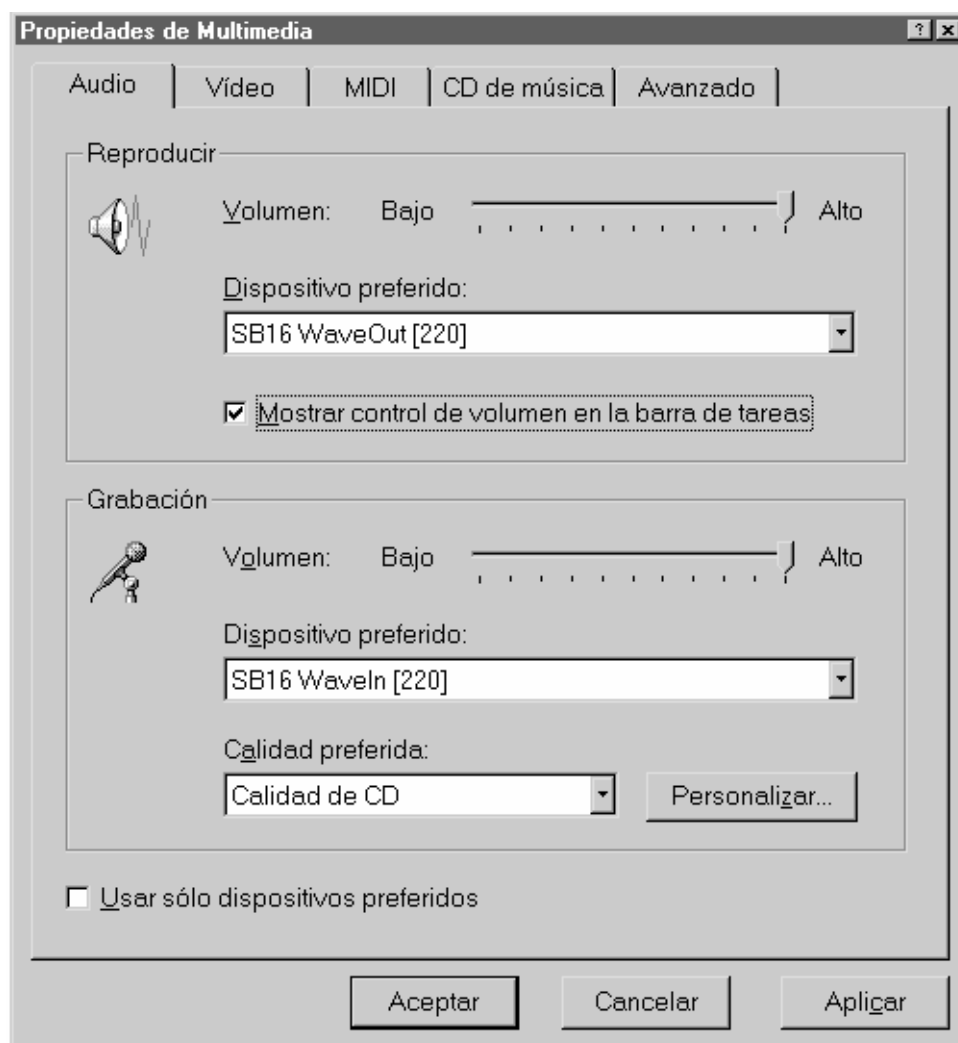 Propiedades de Multimedia
Audio Vídeo MIDI CD de música Avanzado
Reproducir
Volumen: Bajo Alto
Dispositivo preferido:
SB16 WaveOut [220]
Mostrar control de volumen en la barra de tareas
Grabación
Volumen: Bajo Alto
Dispositivo preferido:
SB16 WaveIn [220]
Calidad preferida:
Calidad de CD Personalizar...
Usar sólo dispositivos preferidos
Aceptar Cancelar Aplicar